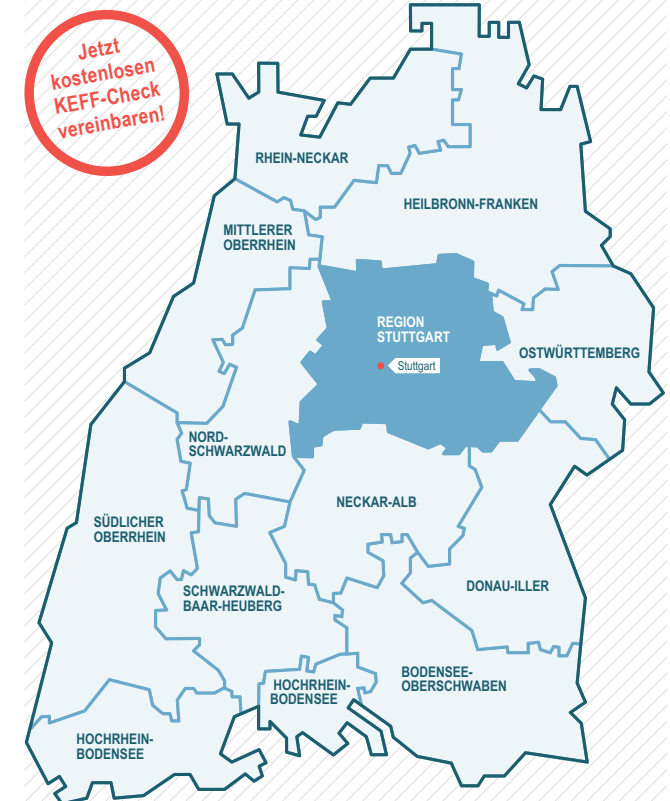 Jetzt
kostenlosen
KEFF-Check
vereinbaren!
RHEIN-NECKAR
HEILBRONN-FRANKEN
MITTLERER
OBERRHEIN
REGION
STUTTGART
Stuttgart
OSTWÜRTTEMBERG
NORD-
SCHWARZWALD
NECKAR-ALB
SÜDLICHER
OBERRHEIN
SCHWARZWALD-
BAAR-HEUBERG
DONAU-ILLER
BODENSEE-
OBERSCHWABEN
HOCHRHEIN-
BODENSEE
HOCHRHEIN-
BODENSEE